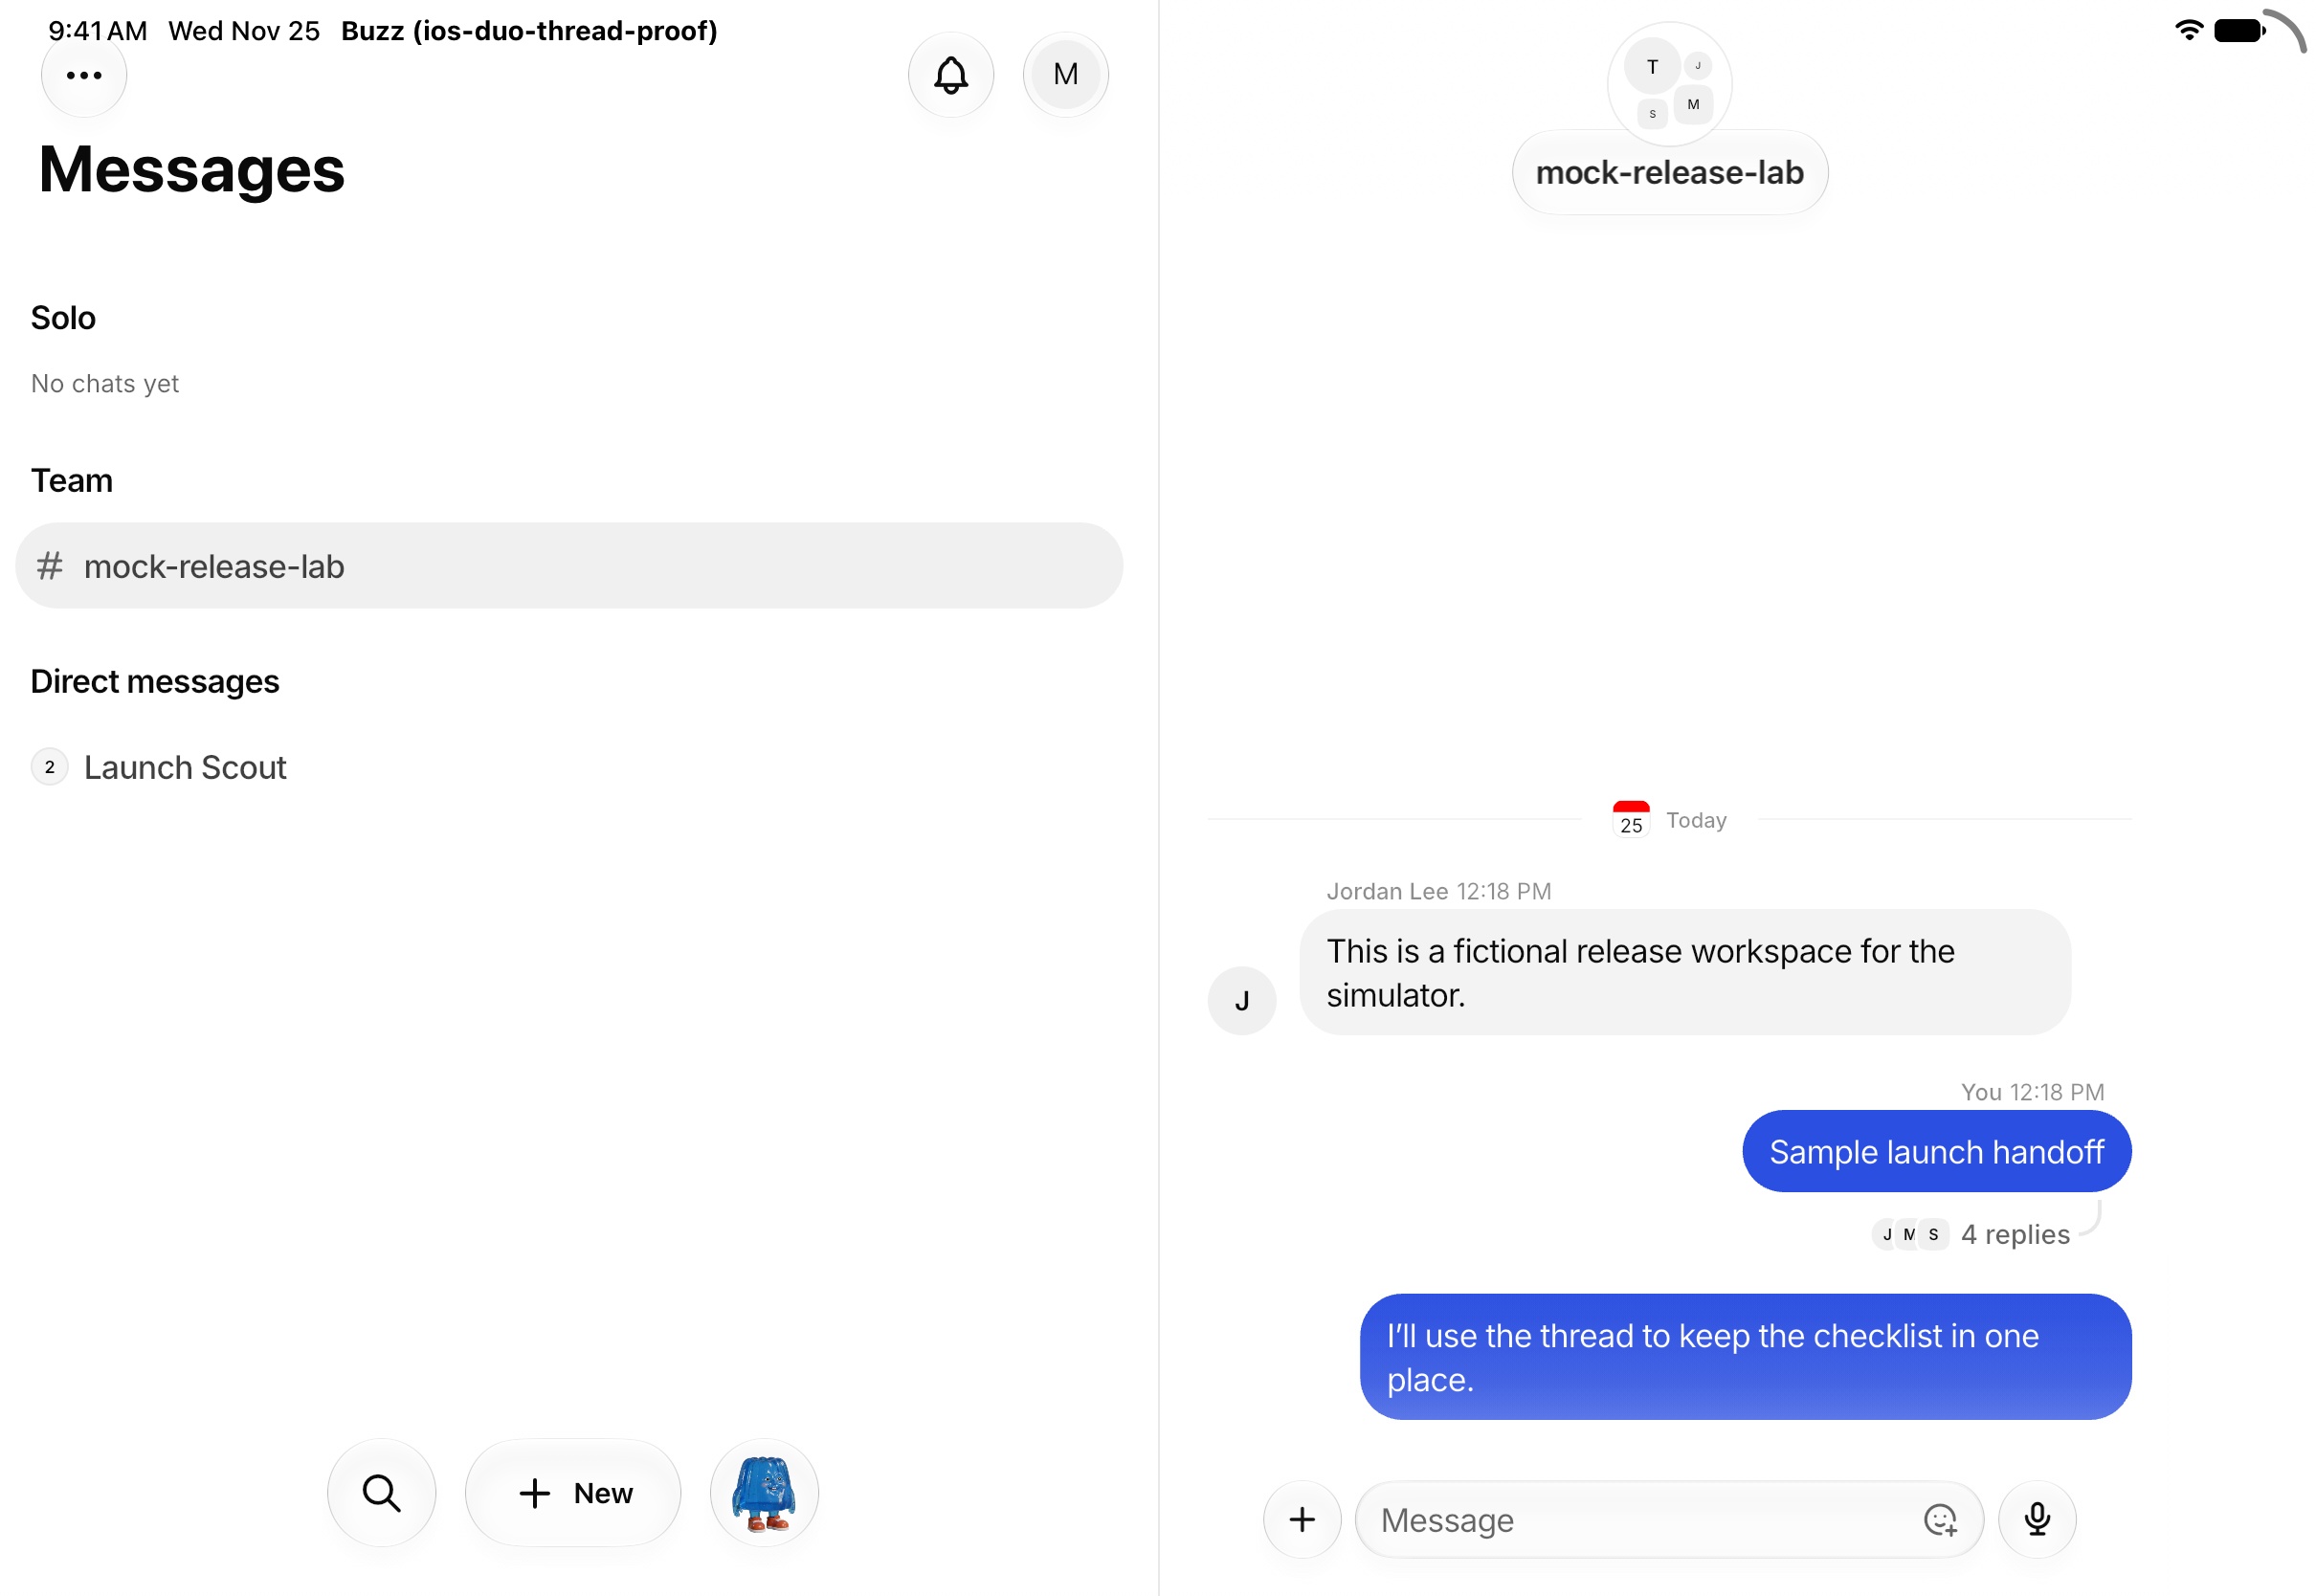 9:41 AM Wed Nov 25 Buzz (ios-duo-thread-proof)
M
Messages
Solo
No chats yet
Team
# mock-release-lab
Direct messages
2 Launch Scout
+ New
T J
S M
mock-release-lab
25 Today
Jordan Lee 12:18 PM
J
This is a fictional release workspace for the
simulator.
You 12:18 PM
Sample launch handoff
J M S 4 replies
I’ll use the thread to keep the checklist in one
place.
Message